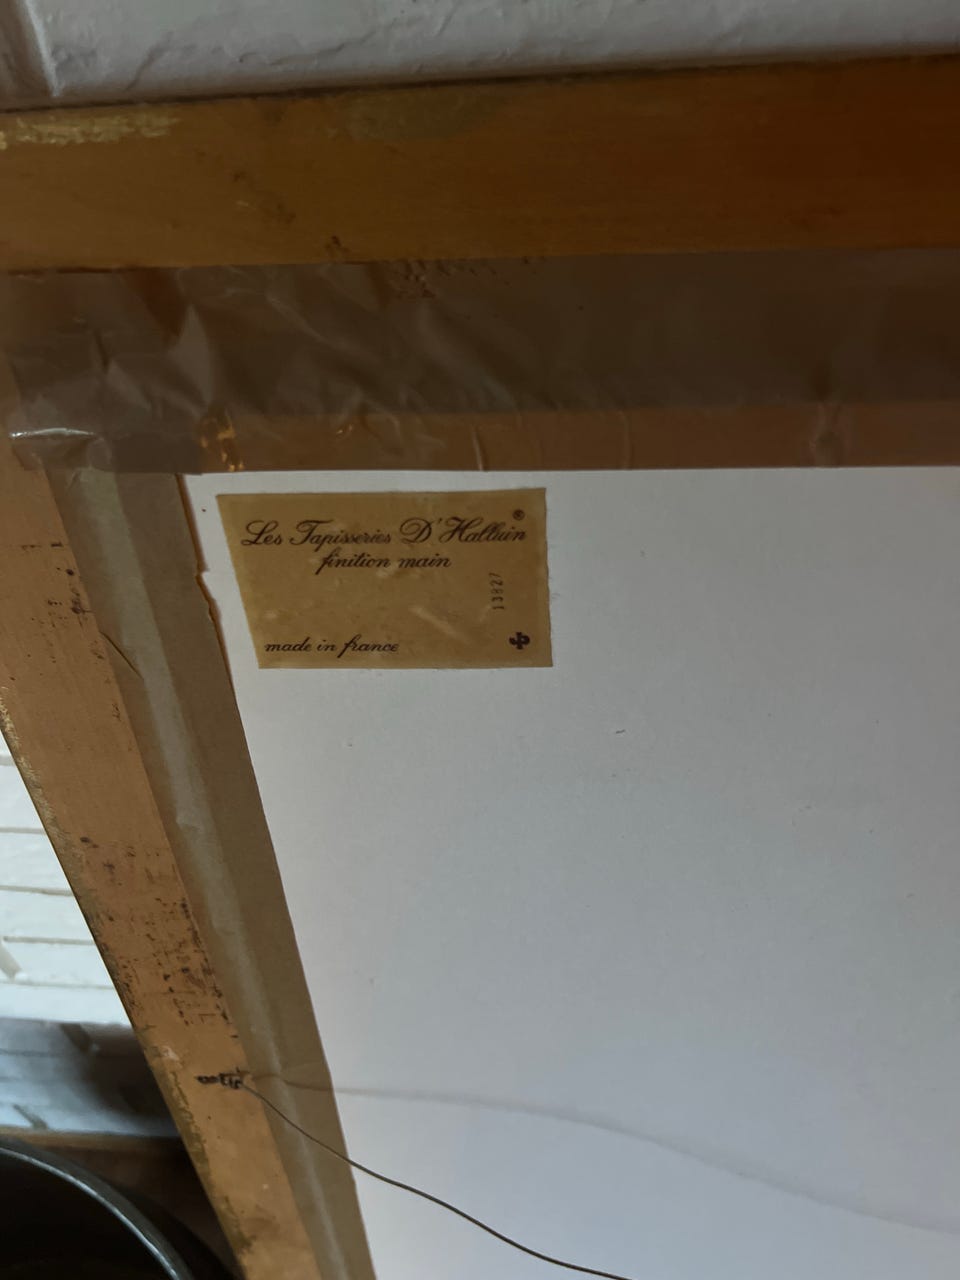 Les Tapisseries D'Halluin®
finition main
13827
made in france